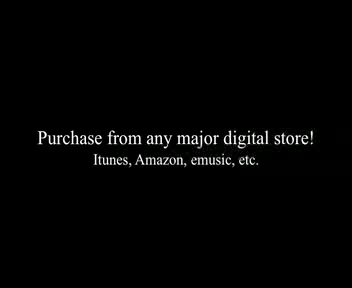 Purchase from any major digital store!
Itunes, Amazon, emusic, etc.